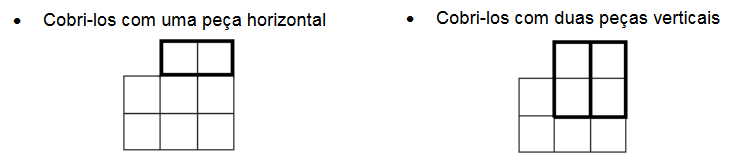 • Cobri-los com uma peça horizontal
• Cobri-los com duas peças verticais